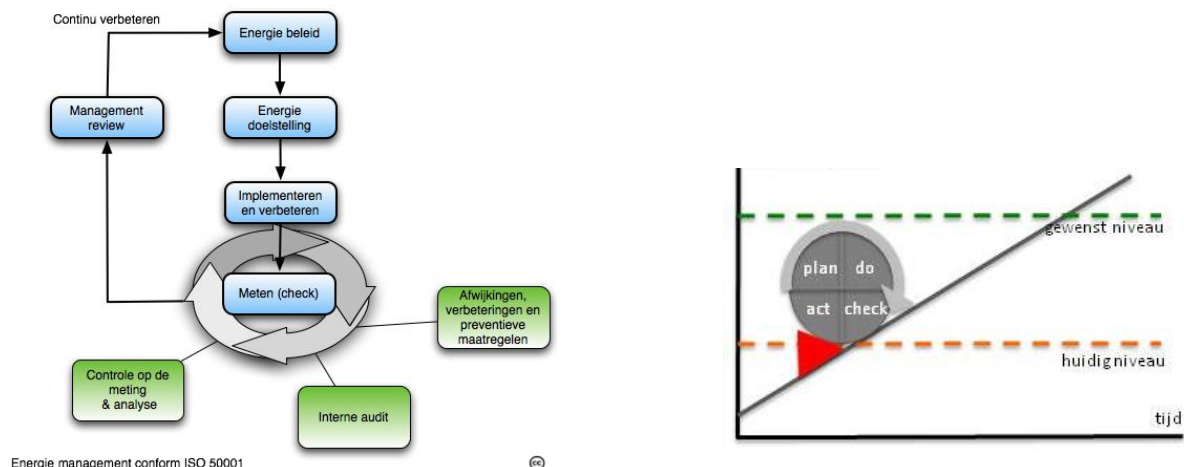 Continu verbeteren
Energie beleid
Management
review
Energie
doelstelling
Implementeren
en verbeteren
Meten (check)
Afwijkingen,
verbeteringen en
preventieve
maatregelen
Controle op de
meting
& analyse
Interne audit
Energie management conform ISO 50001
cc
gewenst niveau
plan do
act check
huidig niveau
tijd